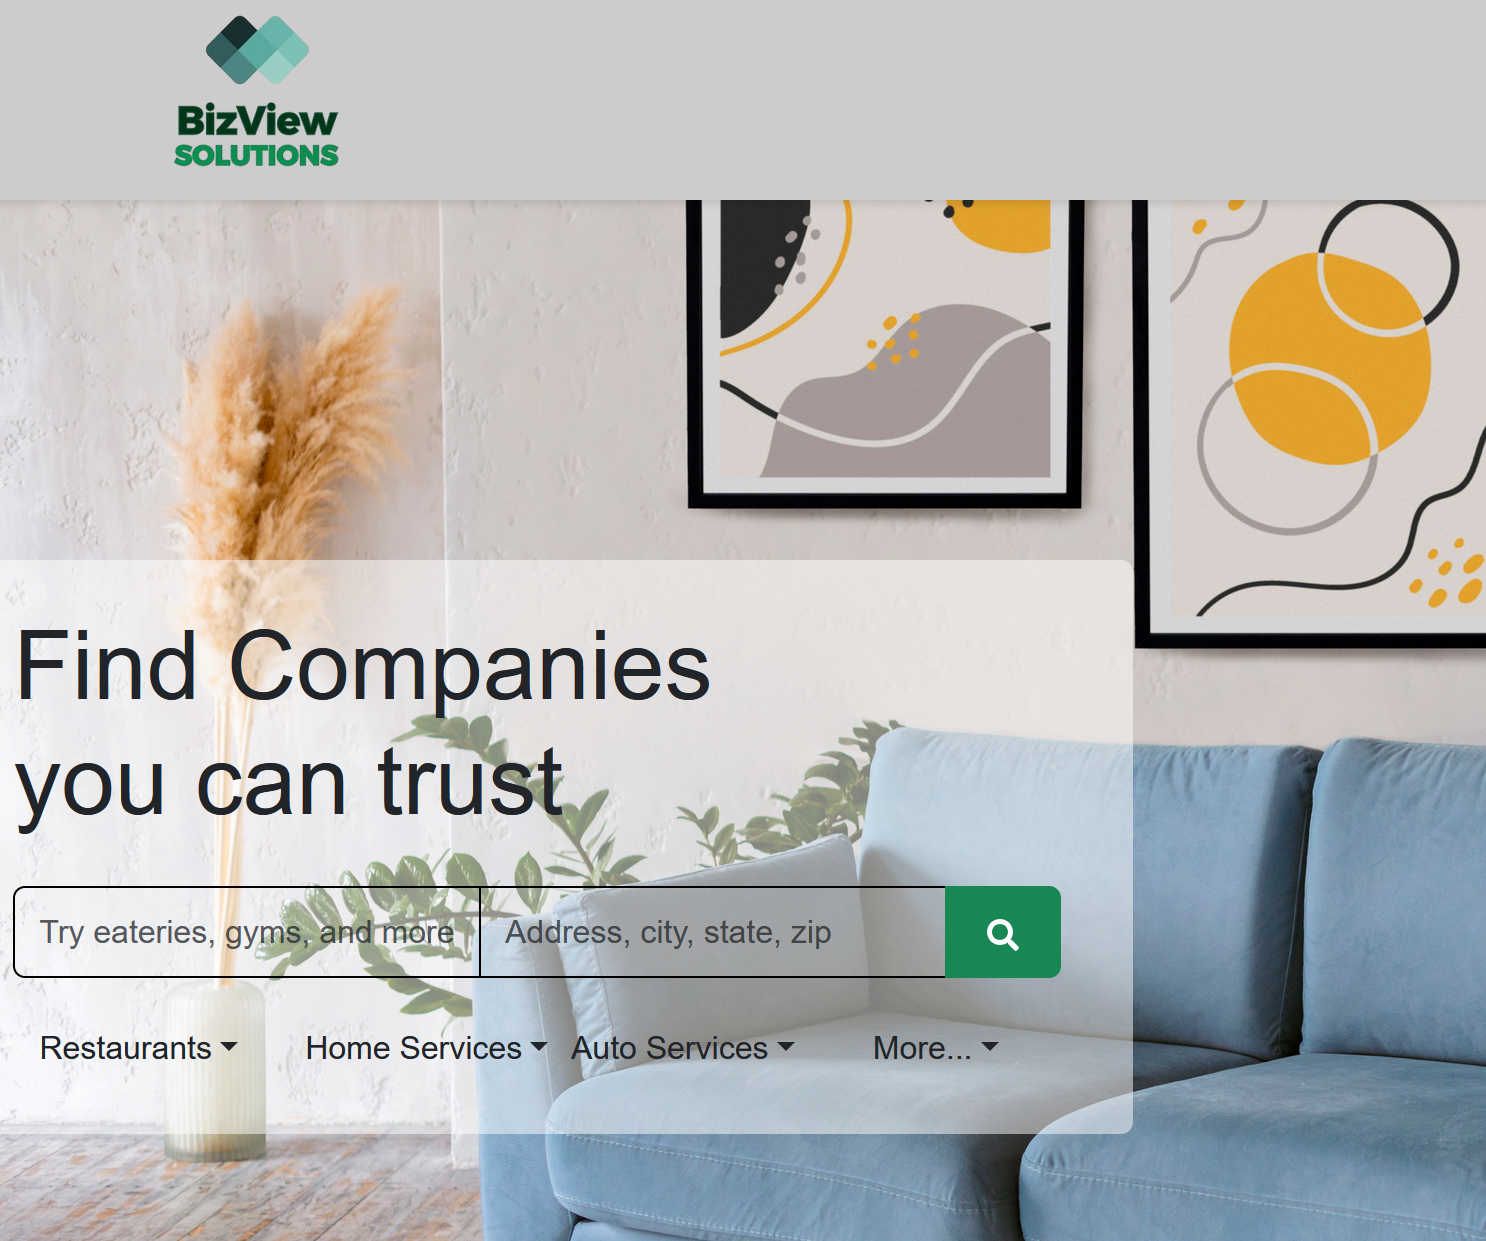 BizView
SOLUTIONS
Find Companies
you can trust
Try eateries, gyms, and more
Address, city, state, zip
Restaurants
Home Services
Auto Services
More...